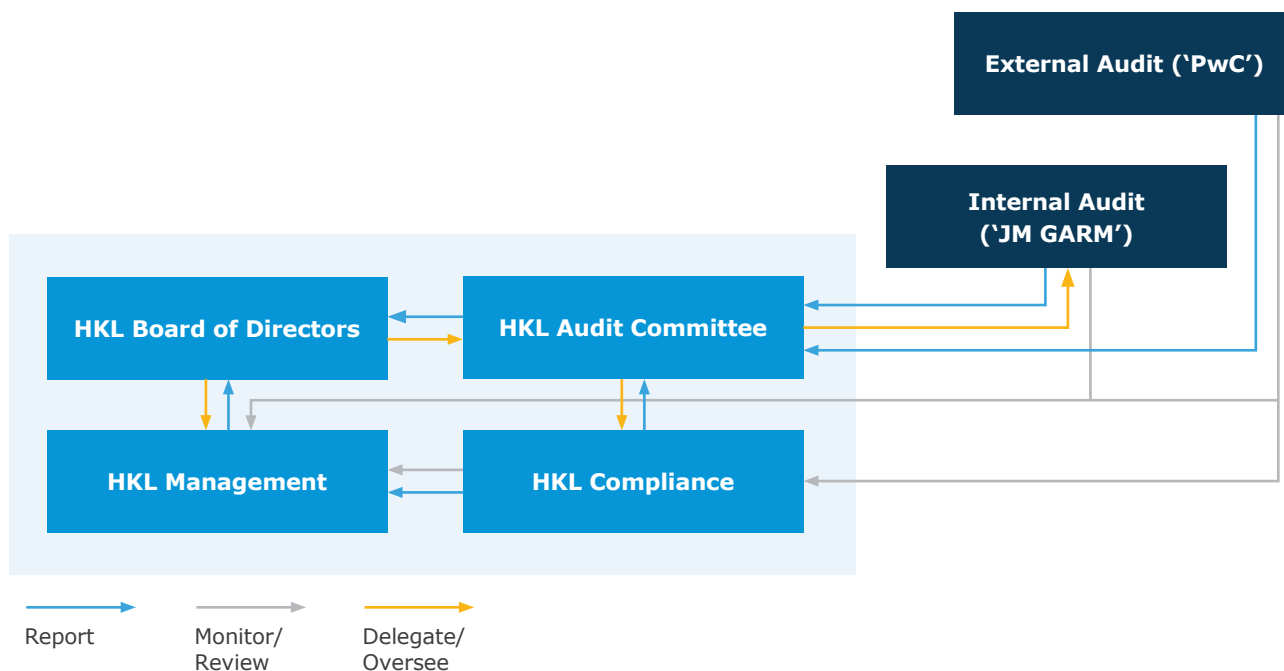 External Audit (‘PwC’)
Internal Audit
(‘JM GARM’)
HKL Board of Directors
HKL Audit Committee
HKL Management
HKL Compliance
Report
Monitor/
Review
Delegate/
Oversee